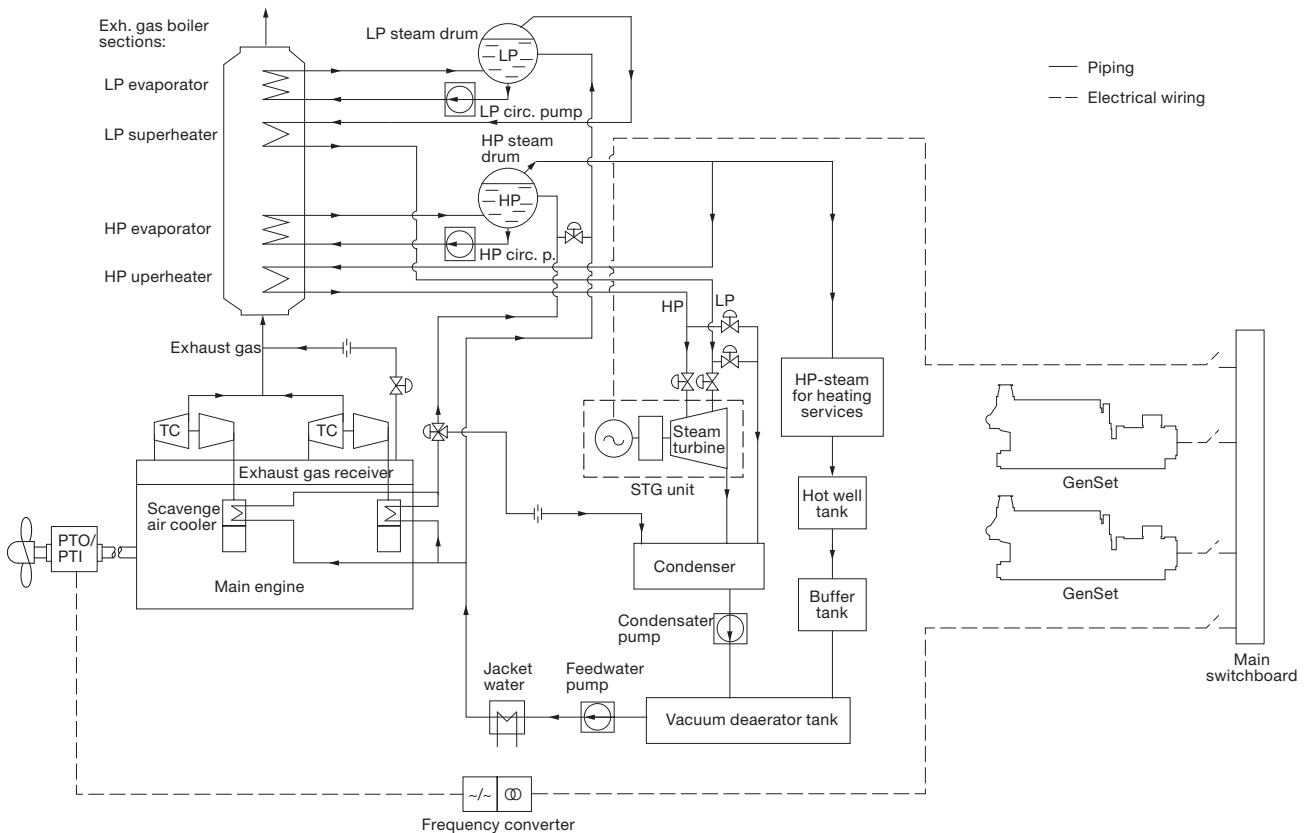 Exh. gas boiler
sections:
LP steam drum
LP
LP evaporator
LP circ. pump
LP superheater
HP steam
drum
HP
HP evaporator
HP circ. p.
HP uperheater
Piping
Electrical wiring
HP
LP
Exhaust gas
TC
TC
Exhaust gas receiver
Scavenge
air cooler
PTO/
PTI
Main engine
Steam
turbine
STG unit
HP-steam
for heating
services
Hot well
tank
Condenser
Buffer
tank
Condensater
pump
Jacket
water
Feedwater
pump
Vacuum deaerator tank
GenSet
GenSet
Main
switchboard
~
~/~
Frequency converter